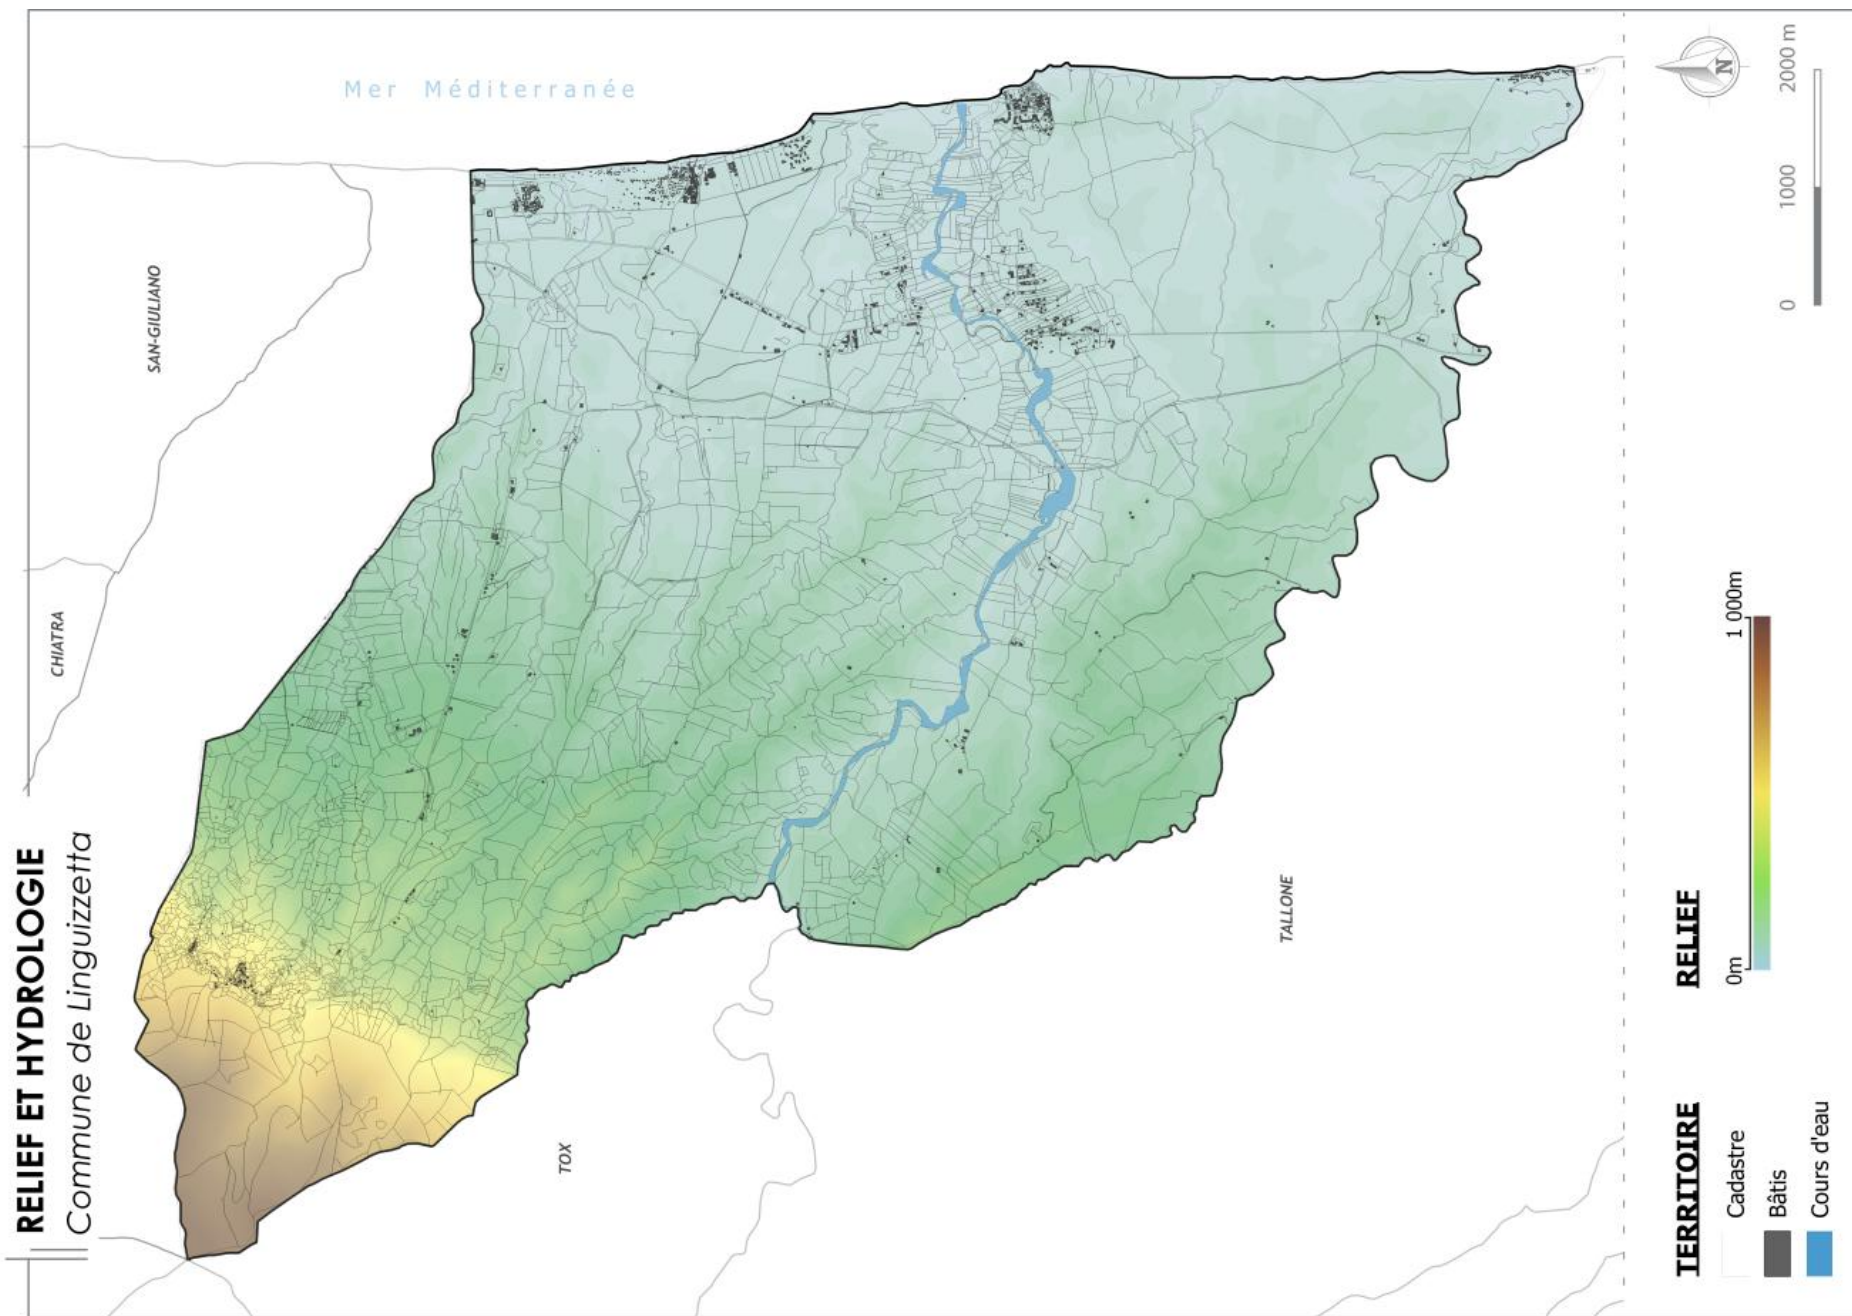 RELIEF ET HYDROLOGIE
Commune de Linguizzetta
CHIATRA
SAN-GIULIANO
Mer Méditerranée
TOX
TALLONE
TERRITOIRE
Cadastre
Bâtis
Cours d'eau
RELIEF
0m
1 000m
N
0
1000
2000 m